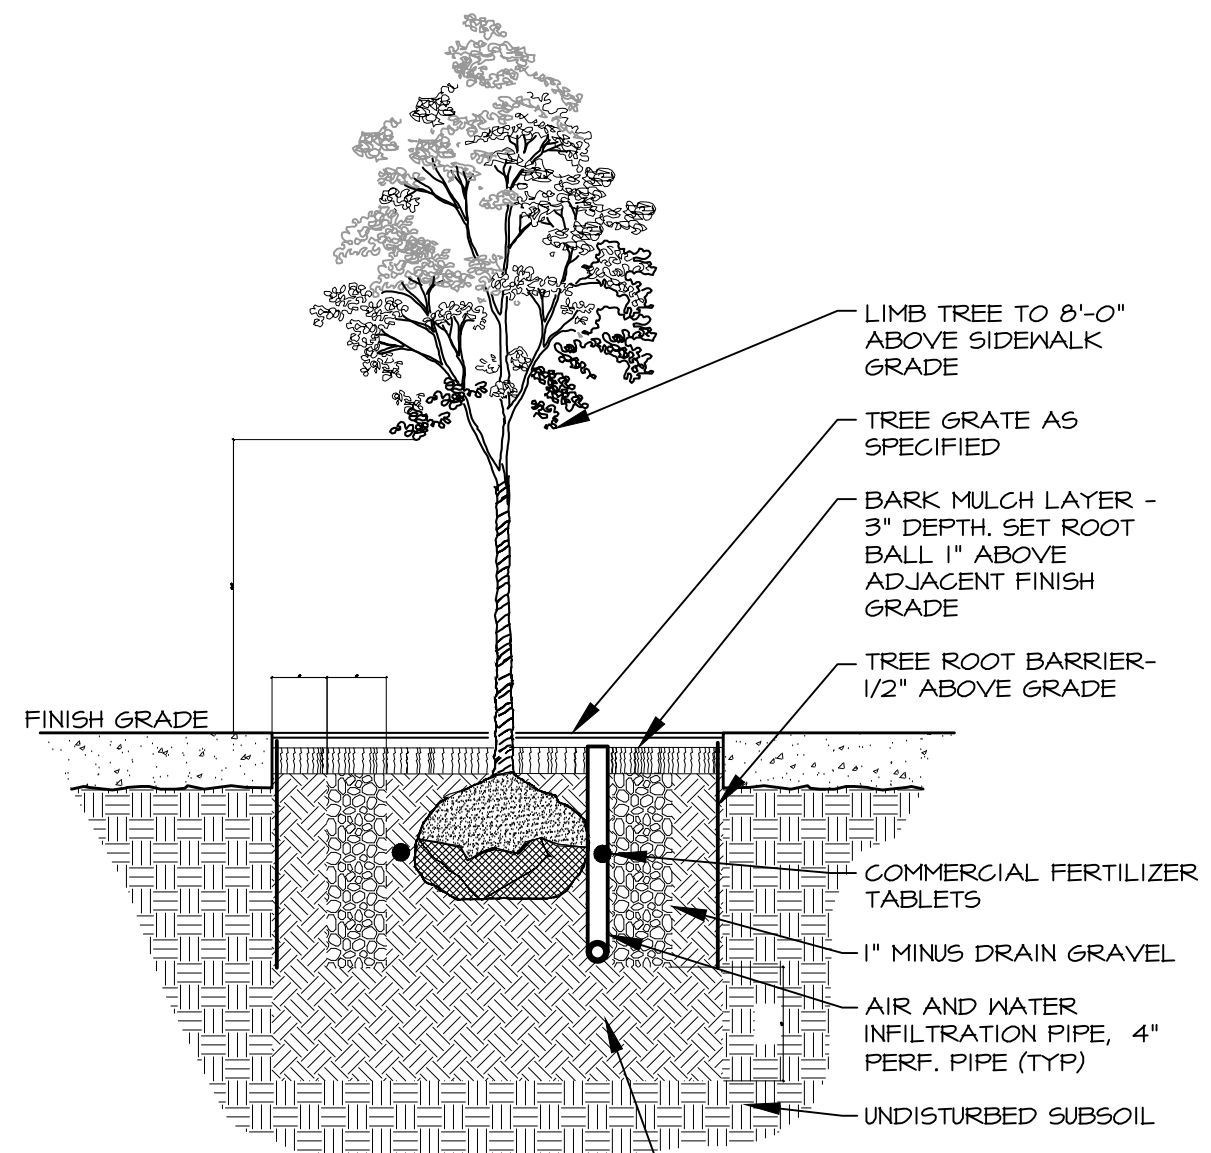 LIMB TREE TO 8'-0"
ABOVE SIDEWALK
GRADE
TREE GRATE AS
SPECIFIED
BARK MULCH LAYER -
3" DEPTH. SET ROOT
BALL 1" ABOVE
ADJACENT FINISH
GRADE
TREE ROOT BARRIER-
1/2" ABOVE GRADE
FINISH GRADE
COMMERCIAL FERTILIZER
TABLETS
1" MINUS DRAIN GRAVEL
AIR AND WATER
INFILTRATION PIPE, 4"
PERF. PIPE (TYP)
UNDISTURBED SUBSOIL